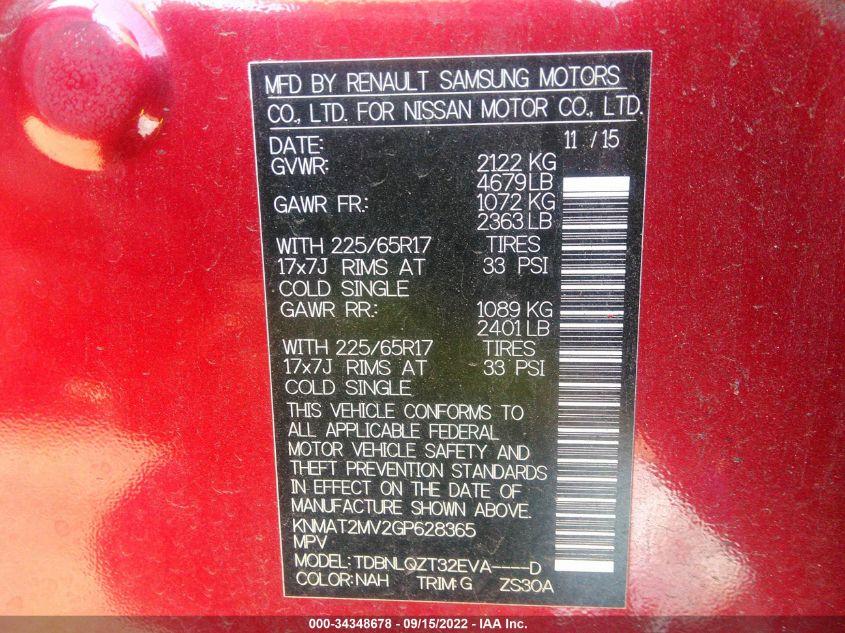 MFD BY RENAULT SAMSUNG MOTORS
CO., LTD. FOR NISSAN MOTOR CO., LTD.
DATE: 11 / 15
GVWR: 2122 KG
4679 LB
GAWR FR.: 1072 KG
2363 LB
WITH 225/65R17 TIRES
17x7J RIMS AT 33 PSI
COLD SINGLE
GAWR RR.: 1089 KG
2401 LB
WITH 225/65R17 TIRES
17x7J RIMS AT 33 PSI
COLD SINGLE
THIS VEHICLE CONFORMS TO
ALL APPLICABLE FEDERAL
MOTOR VEHICLE SAFETY AND
THEFT PREVENTION STANDARDS
IN EFFECT ON THE DATE OF
MANUFACTURE SHOWN ABOVE.
KNMAT2MV2GP628365
MPV
MODEL: TDBNLQZT32EVA----D
COLOR: NAH TRIM: G ZS30A
000-34348678 - 09/15/2022 - IAA Inc.